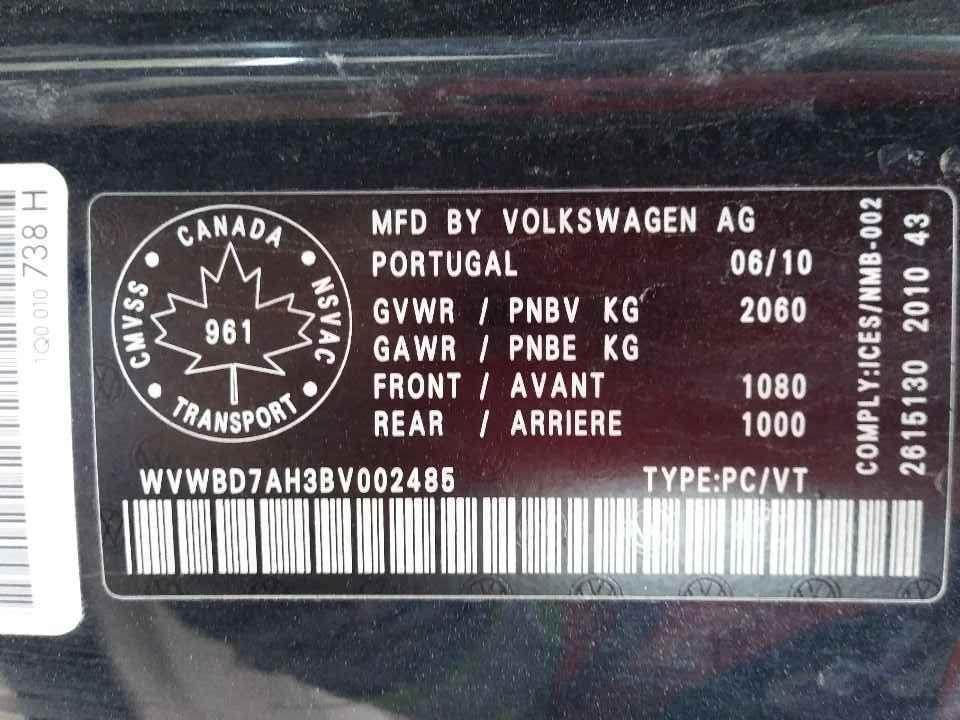 1Q0 010 738 H
CANADA
CMVSS
NSVAC
961
TRANSPORT
MFD BY VOLKSWAGEN AG
PORTUGAL 06/10
GVWR / PNBV KG 2060
GAWR / PNBE KG
FRONT / AVANT 1080
REAR / ARRIERE 1000
WVWBD7AH3BV002485 TYPE:PC/VT
COMPLY:ICES/NMB-002
2615130 2010 43